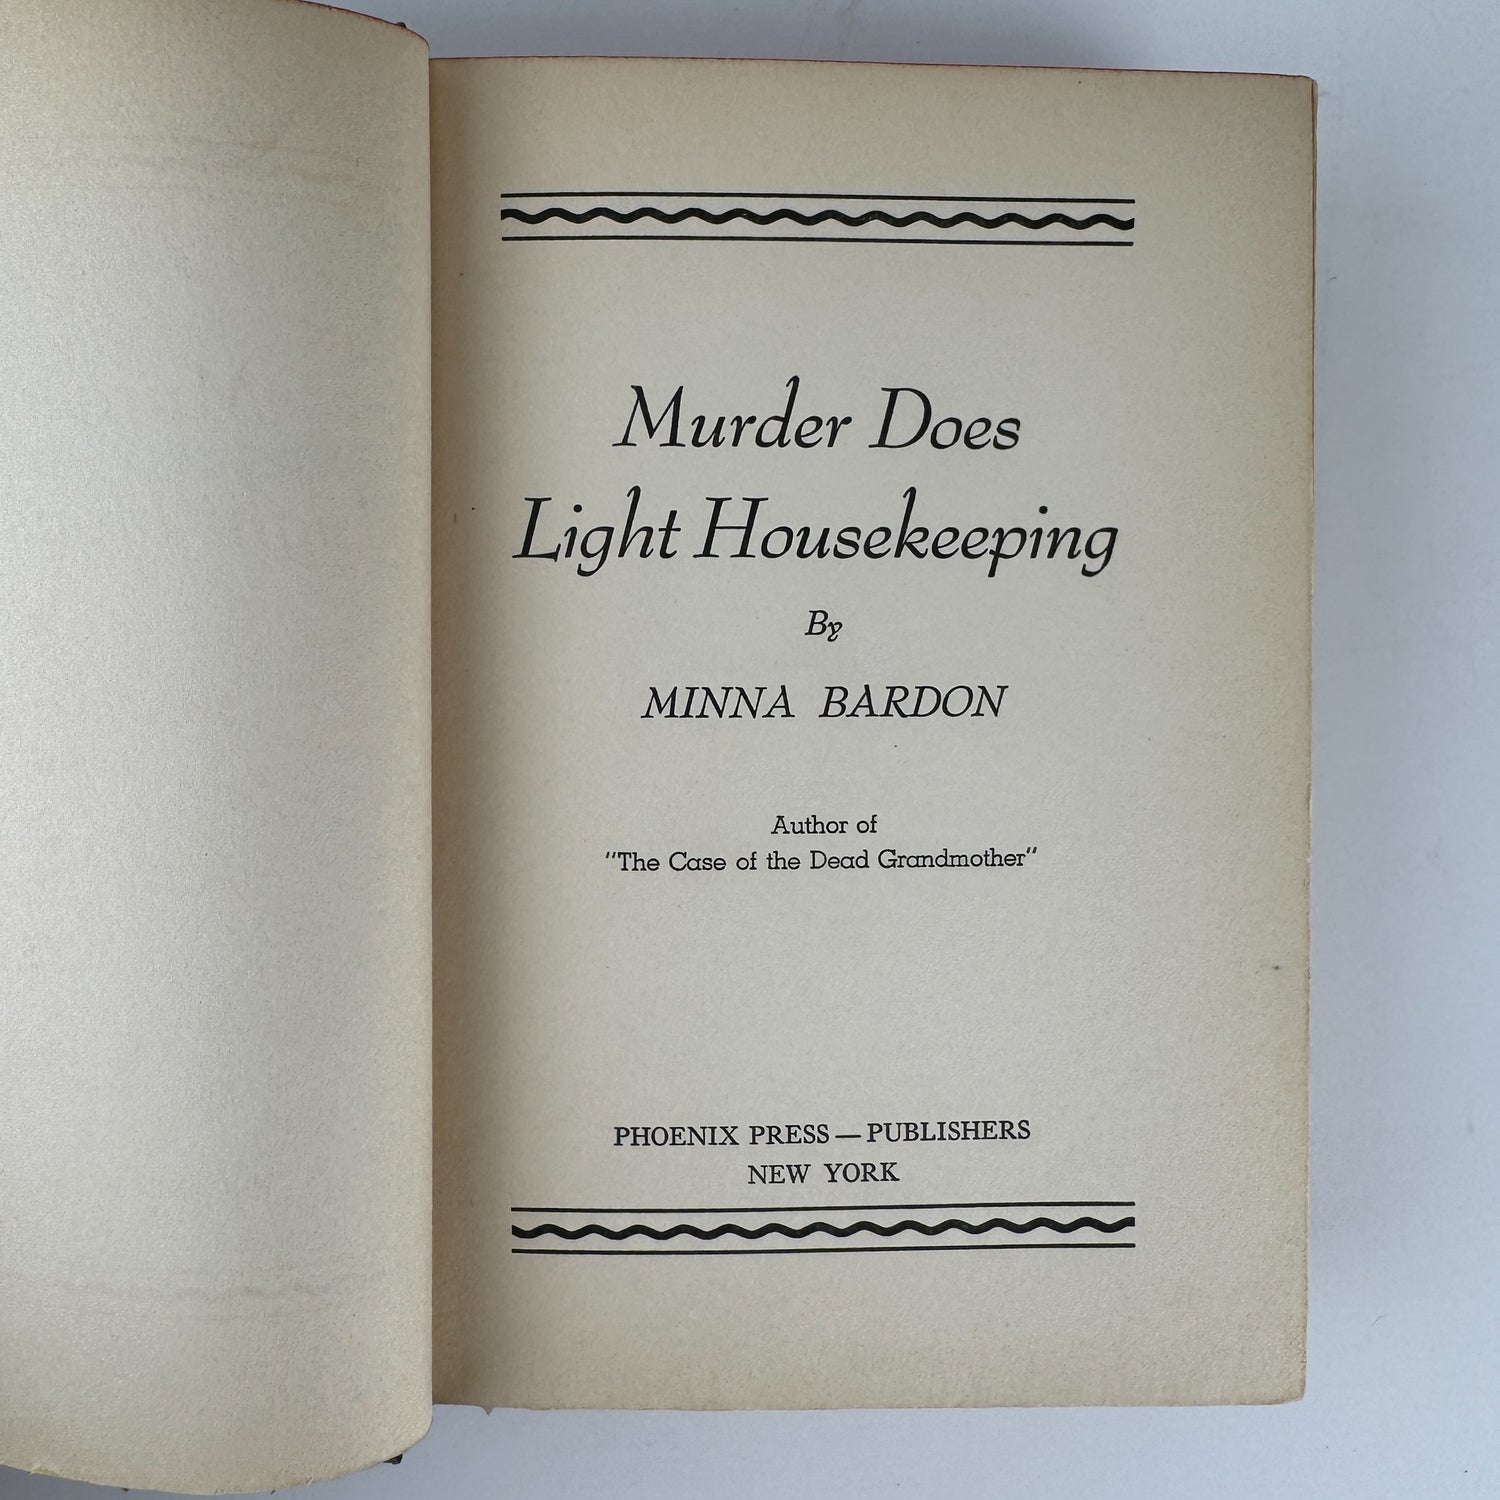 Murder Does
Light Housekeeping
By
MINNA BARDON
Author of
"The Case of the Dead Grandmother"
PHOENIX PRESS — PUBLISHERS
NEW YORK